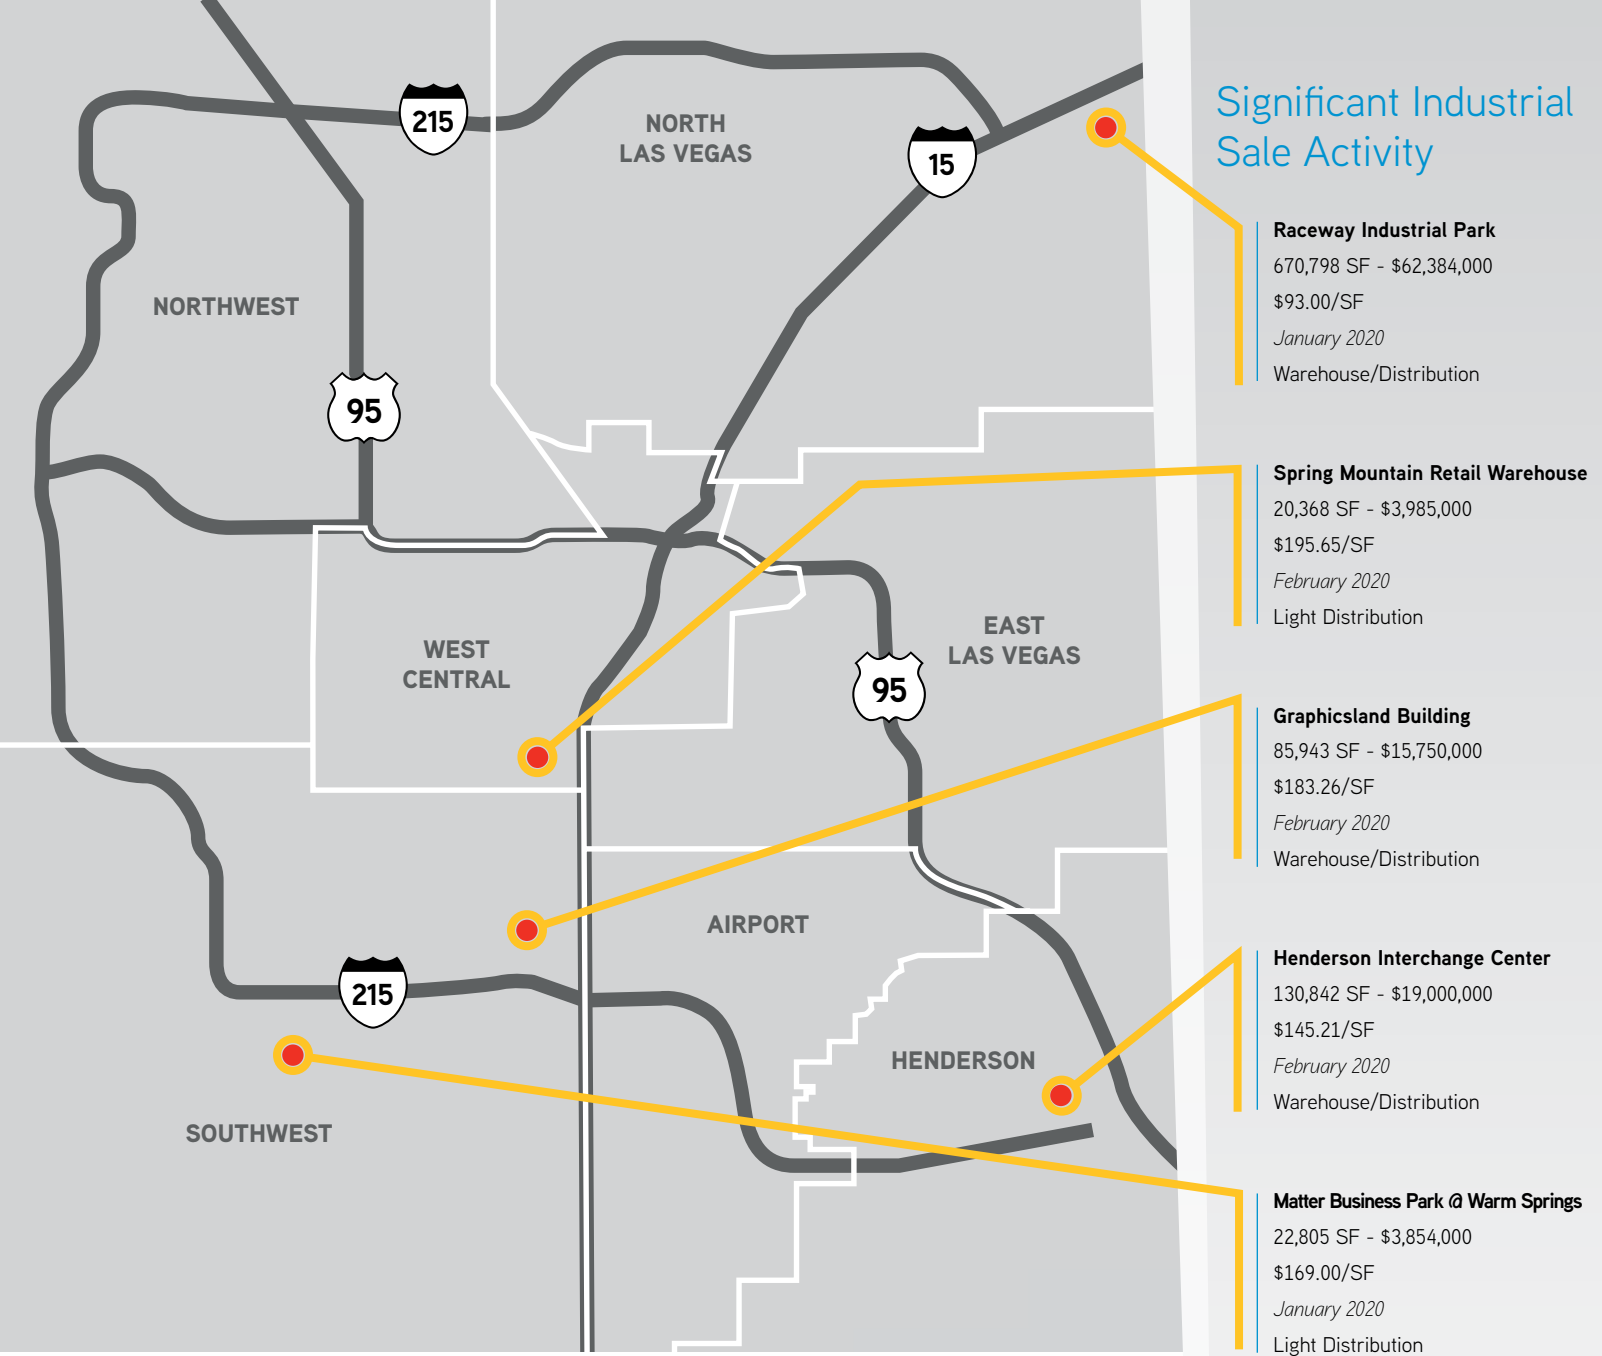 215
NORTH
LAS VEGAS
15
NORTHWEST
95
WEST
CENTRAL
EAST
LAS VEGAS
95
AIRPORT
215
HENDERSON
SOUTHWEST
Significant Industrial
Sale Activity
Raceway Industrial Park
670,798 SF - $62,384,000
$93.00/SF
January 2020
Warehouse/Distribution
Spring Mountain Retail Warehouse
20,368 SF - $3,985,000
$195.65/SF
February 2020
Light Distribution
Graphicsland Building
85,943 SF - $15,750,000
$183.26/SF
February 2020
Warehouse/Distribution
Henderson Interchange Center
130,842 SF - $19,000,000
$145.21/SF
February 2020
Warehouse/Distribution
Matter Business Park @ Warm Springs
22,805 SF - $3,854,000
$169.00/SF
January 2020
Light Distribution